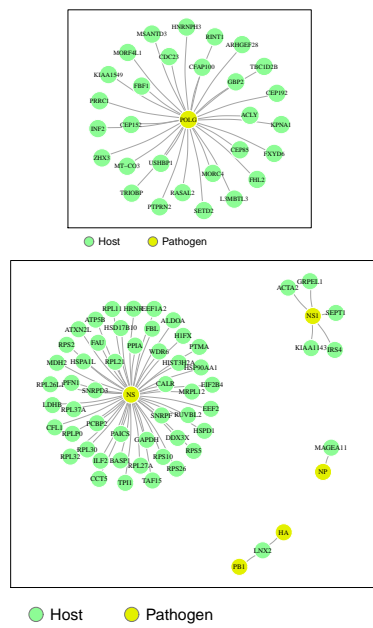 HNRNPH3
MSANTD3 RINT1
MORF4L1 CDC23 ARHGEF28
CFAP100 TBC1D2B
KIAA1549 FBF1 GBP2
PRRC1 CEP192
POLG ACLY
INF2 CEP152 KPNA1
ZHX3 USHBP1 CEP85 FXYD6
MT-CO3 MORC4 FHL2
TRIOBP RASAL2 L3MBTL3
PTPRN2 SETD2
Host Pathogen
GRPEL1
ACTA2
RPL11 HRNR EEF1A2 NS1 SEPT1
ATP5B ALDOA
ATXN2L HSD17B10 FBL H1FX
RPS2 FAU PPIA PTMA KIAA1143 IRS4
HSPA1L RPL21 WDR6
MDH2 HIST3H2A HSP90AA1
RPL26L1 PFN1 SNRPD3 CALR EIF2B4
MRPL12
NS
LDHB RPL37A EEF2
CFL1 PCBP2 SNRPF RUVBL2
RPLP0 PAICS DDX3X HSPD1
RPL32 RPL30 GAPDH RPS5 MAGEA11
ILF2 BASP1 RPS10
CCT5 RPL27A RPS26 NP
TPI1 TAF15
HA
LNX2
PB1
Host Pathogen